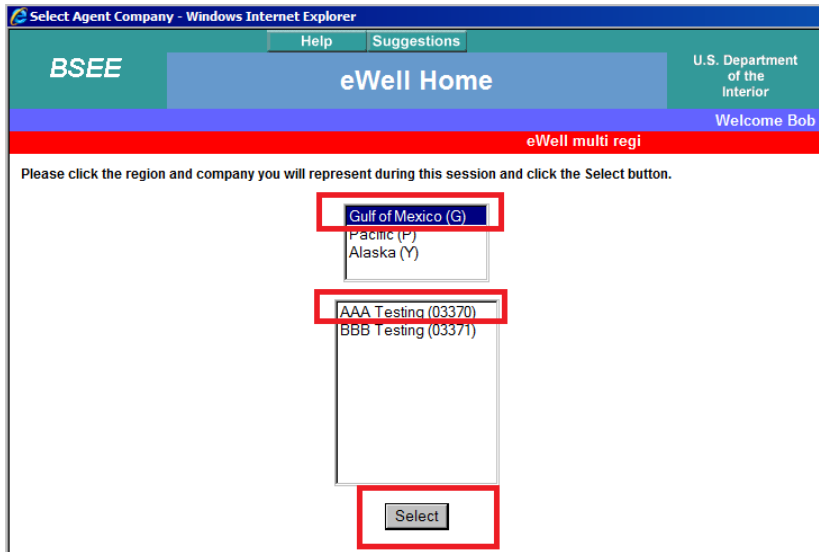 Select Agent Company - Windows Internet Explorer
Help Suggestions
BSEE
eWell Home
U.S. Department
of the
Interior
Welcome Bob
eWell multi regi
Please click the region and company you will represent during this session and click the Select button.
Gulf of Mexico (G)
Pacific (P)
Alaska (Y)
AAA Testing (03370)
BBB Testing (03371)
Select